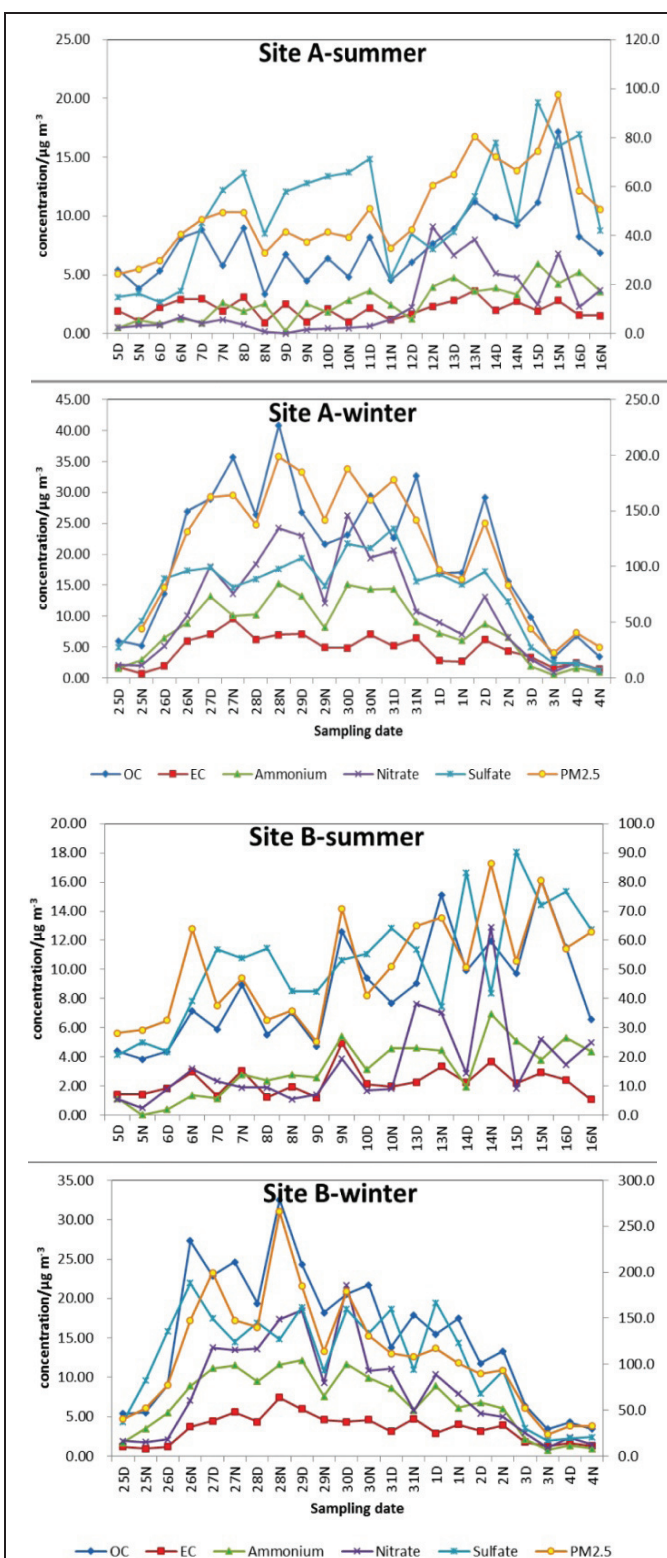 Site A-summer
25.00 120.0
20.00 100.0
80.0
15.00
60.0
10.00
40.0
5.00
20.0
0.00 0.0
concentration/µg m⁻³
5D 5N 6D 6N 7D 7N 8D 8N 9D 9N 10D 10N 11D 11N 12D 12N 13D 13N 14D 14N 15D 15N 16D 16N
Site A-winter
45.00 250.0
40.00
35.00 200.0
30.00
25.00 150.0
20.00
100.0
15.00
10.00 50.0
5.00
0.00 0.0
concentration/µg m⁻³
25D 25N 26D 26N 27D 27N 28D 28N 29D 29N 30D 30N 31D 31N 1D 1N 2D 2N 3D 3N 4D 4N
Sampling date
OC EC Ammonium Nitrate Sulfate PM2.5
Site B-summer
20.00 100.0
18.00 90.0
16.00 80.0
14.00 70.0
12.00 60.0
10.00 50.0
8.00 40.0
6.00 30.0
4.00 20.0
2.00 10.0
0.00 0.0
concentration/µg m⁻³
5D 5N 6D 6N 7D 7N 8D 8N 9D 9N 10D 10N 13D 13N 14D 14N 15D 15N 16D 16N
Site B-winter
35.00 300.0
30.00 250.0
25.00
200.0
20.00
150.0
15.00
100.0
10.00
5.00 50.0
0.00 0.0
concentration/µg m⁻³
25D 25N 26D 26N 27D 27N 28D 28N 29D 29N 30D 30N 31D 31N 1D 1N 2D 2N 3D 3N 4D 4N
Sampling date
OC EC Ammonium Nitrate Sulfate PM2.5